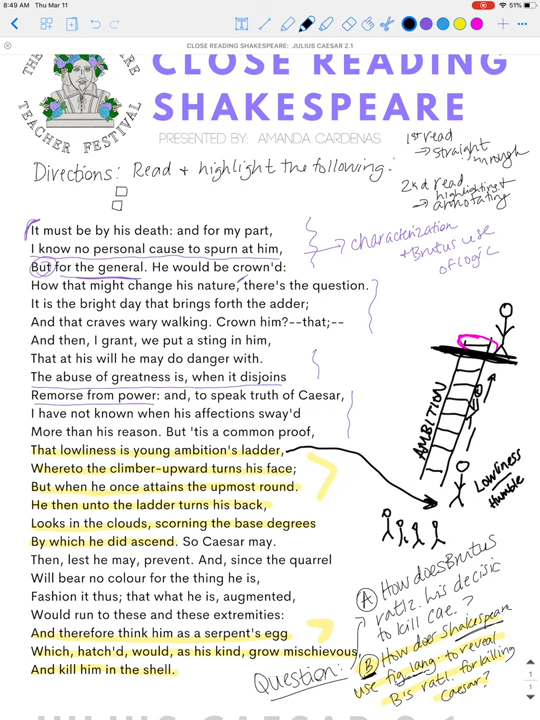 8:49 AM Thu Mar 11
38%
CLOSE READING SHAKESPEARE: JULIUS CAESAR 2.1
CLOSE READING
SHAKESPEARE
PRESENTED BY: AMANDA CARDENAS
TEACHER FESTIVAL
1st read
→ straight
through
2nd read
→ highlighting +
annotating
Directions: Read + highlight the following:
It must be by his death: and for my part,
I know no personal cause to spurn at him,
But for the general. He would be crown'd:
How that might change his nature, there's the question.
It is the bright day that brings forth the adder;
And that craves wary walking. Crown him?--that;--
And then, I grant, we put a sting in him,
That at his will he may do danger with.
The abuse of greatness is, when it disjoins
Remorse from power: and, to speak truth of Caesar,
I have not known when his affections sway'd
More than his reason. But 'tis a common proof,
That lowliness is young ambition's ladder,
Whereto the climber-upward turns his face;
But when he once attains the upmost round.
He then unto the ladder turns his back,
Looks in the clouds, scorning the base degrees
By which he did ascend. So Caesar may.
Then, lest he may, prevent. And, since the quarrel
Will bear no colour for the thing he is,
Fashion it thus; that what he is, augmented,
Would run to these and these extremities:
And therefore think him as a serpent's egg
Which, hatch'd, would, as his kind, grow mischievous,
And kill him in the shell.
→ characterization
+ Brutus use
of logic
AMBITION
Lowliness
Humble
Question:
A How does Brutus
ratlz. his decisio
to kill Cae.?
B How does Shakespeare
use fig lang. to reveal
B's ratl. for killing
Caesar?
1
1